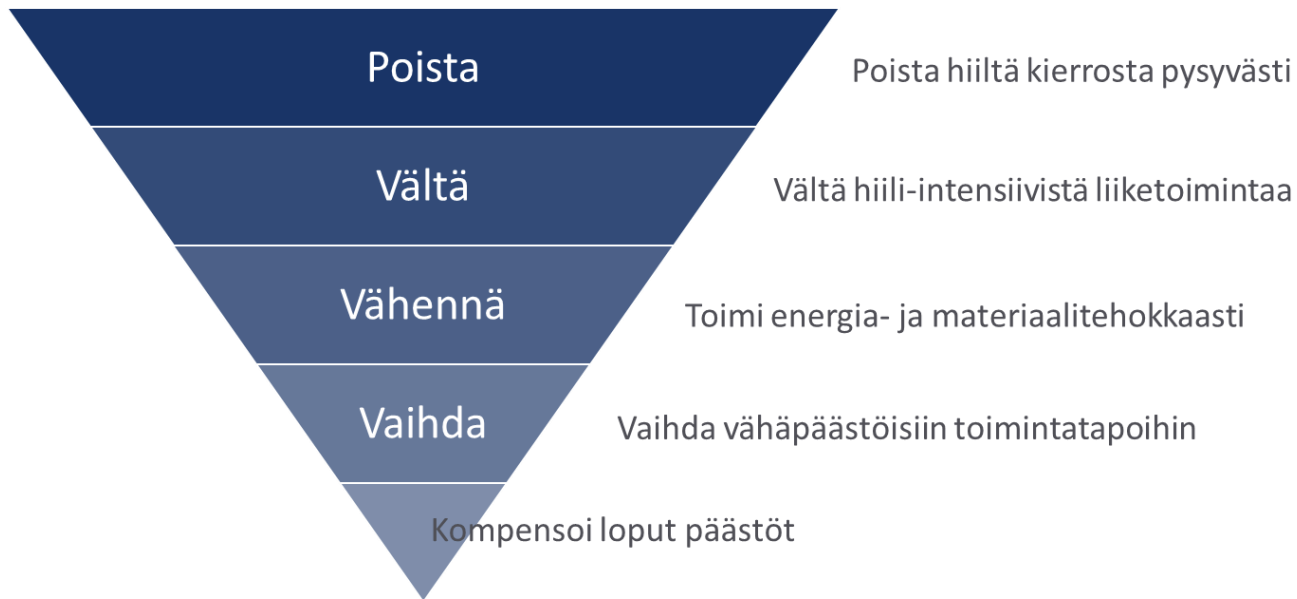 Poista
Poista hiiltä kierrosta pysyvästi
Vältä
Vältä hiili-intensiivistä liiketoimintaa
Vähennä
Toimi energia- ja materiaalitehokkaasti
Vaihda
Vaihda vähäpäästöisiin toimintatapoihin
Kompensoi loput päästöt